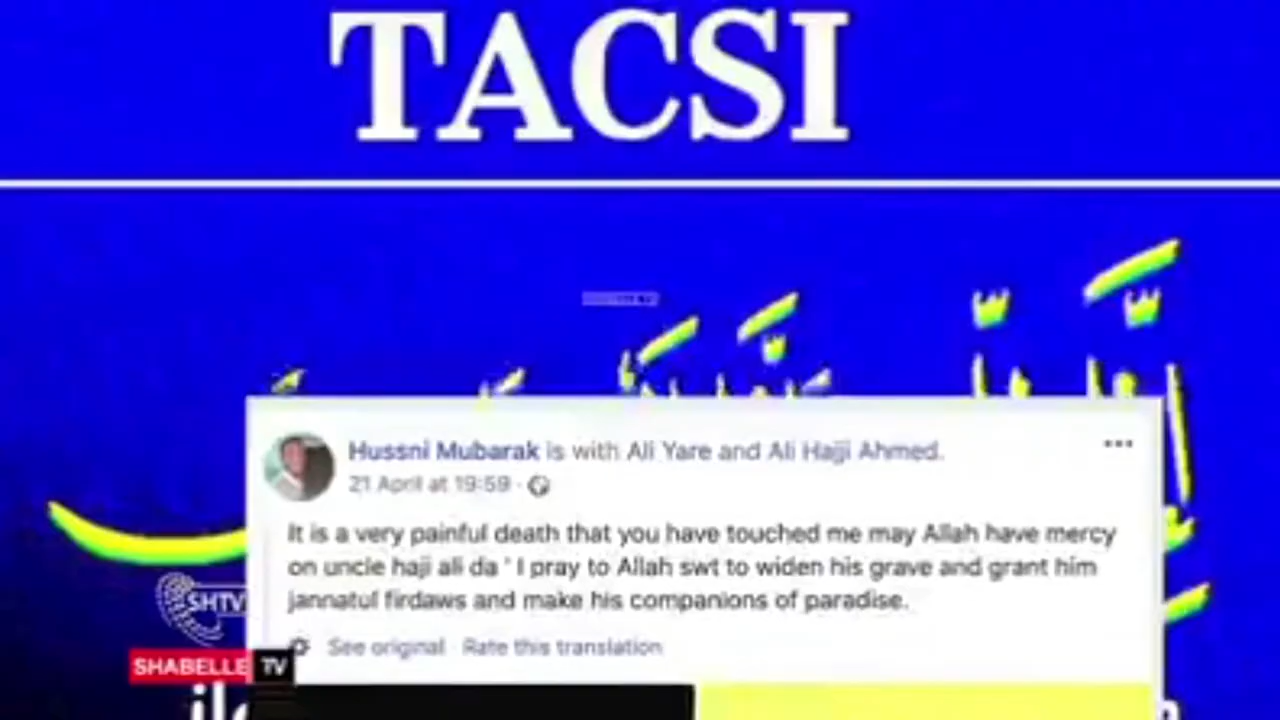 TACSI
Hussni Mubarak is with Ali Yare and Ali Hajji Ahmed.
21 April at 19:59 ·
It is a very painful death that you have touched me may Allah have mercy
on uncle haji ali da ' I pray to Allah swt to widen his grave and grant him
jannatul firdaws and make his companions of paradise.
See original · Rate this translation
SHTV
SHABELLE TV